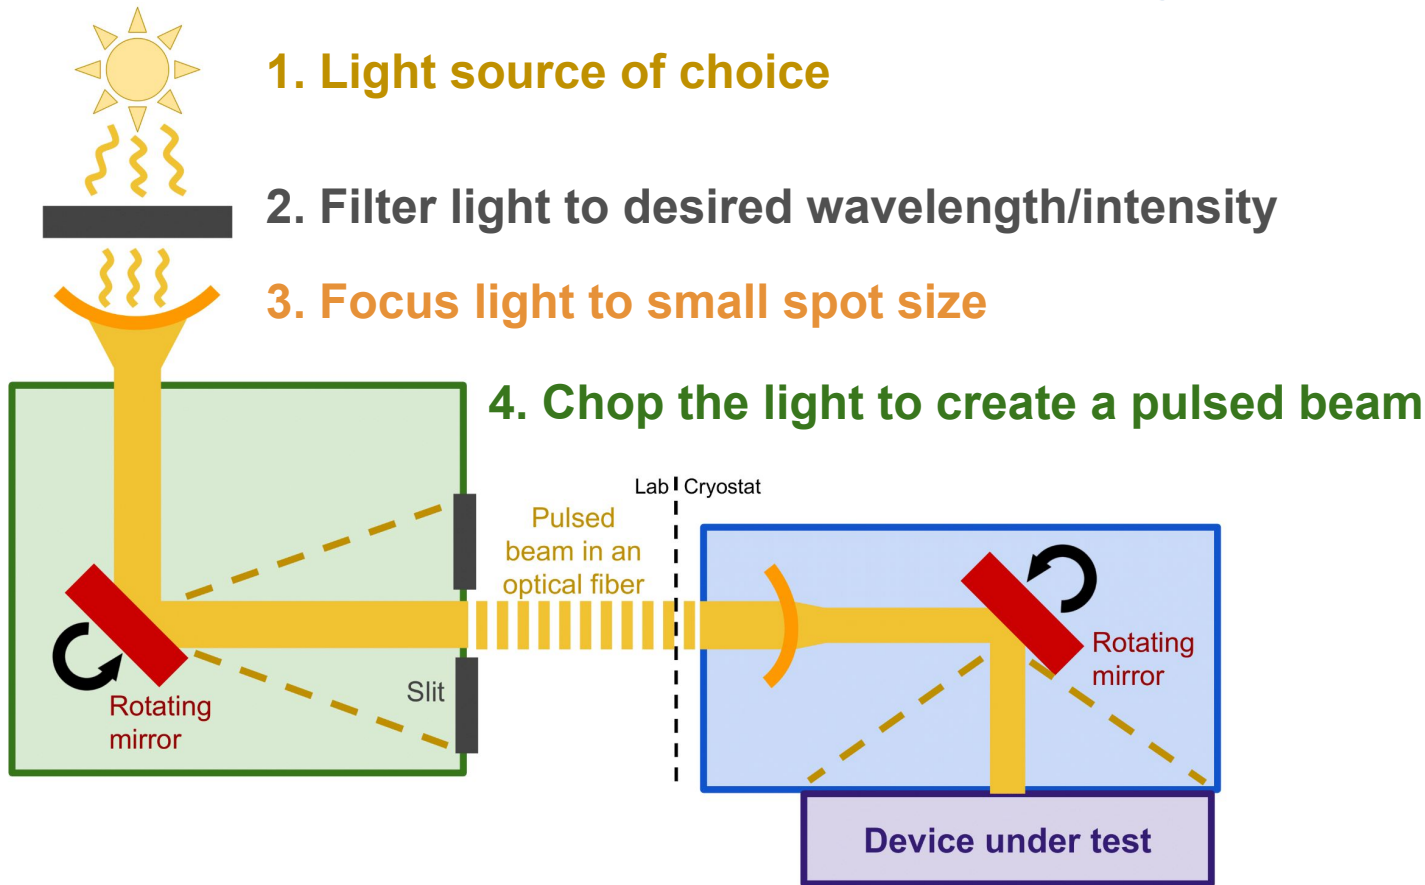 1. Light source of choice
2. Filter light to desired wavelength/intensity
3. Focus light to small spot size
4. Chop the light to create a pulsed beam
Lab Cryostat
Pulsed
beam in an
optical fiber
Slit
Rotating
mirror
Rotating
mirror
Device under test